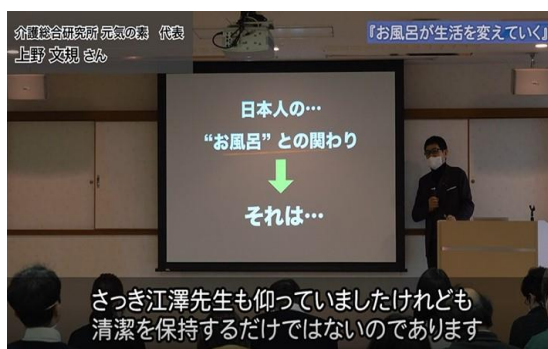 介護総合研究所 元気の素　代表
上野 文規 さん
『お風呂が生活を変えていく』
日本人の…
“お風呂” との関わり
それは…
さっき江澤先生も仰っていましたけれども
清潔を保持するだけではないのであります